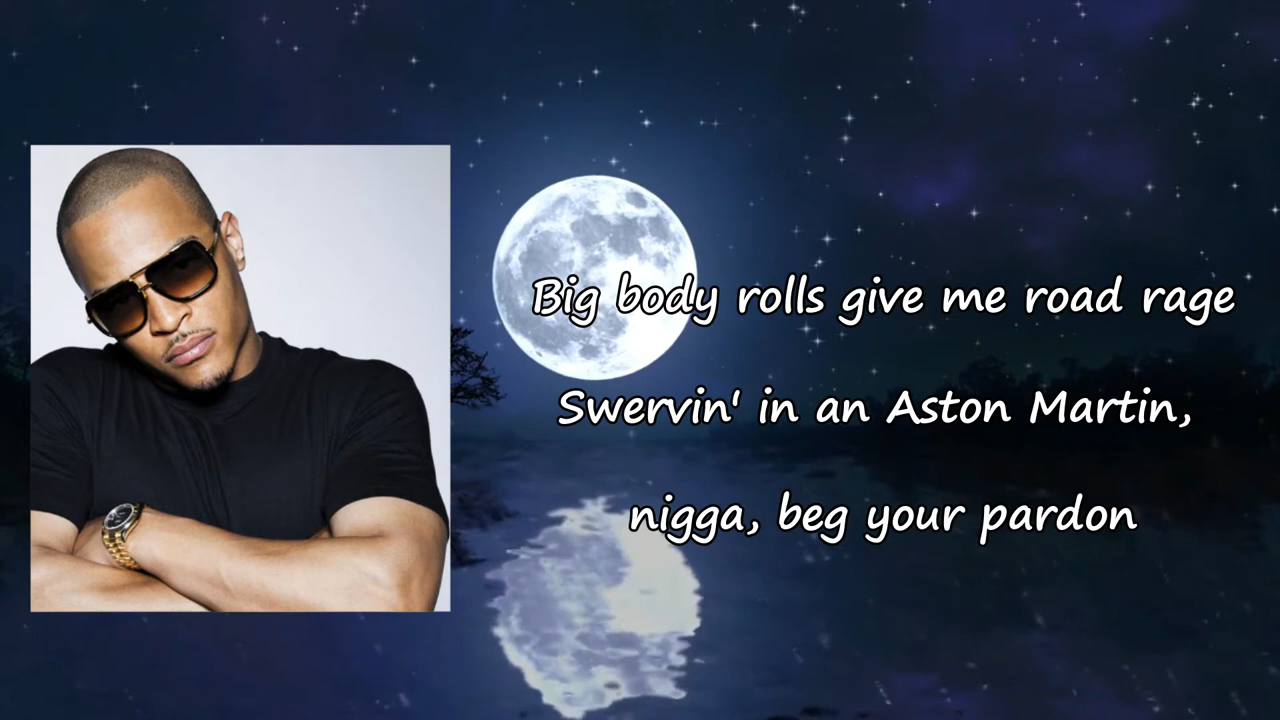 Big body rolls give me road rage
Swervin' in an Aston Martin,
nigga, beg your pardon